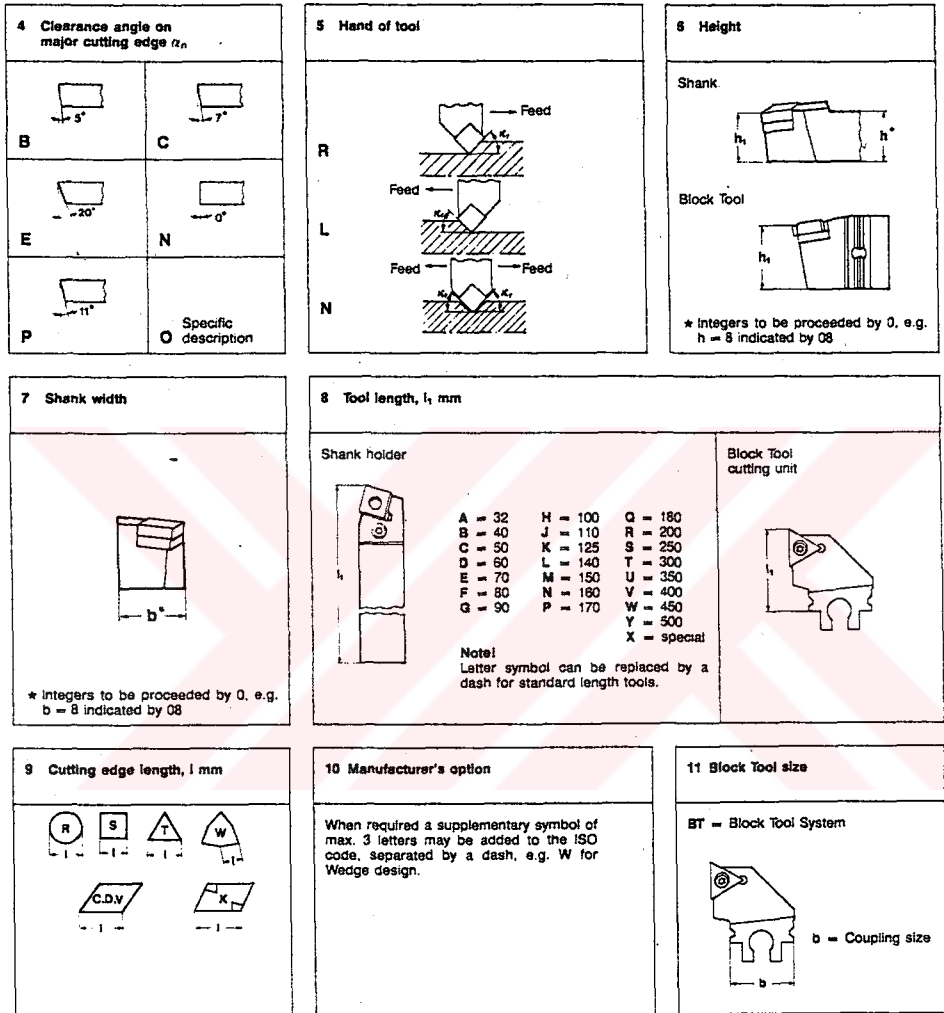 4 Clearance angle on
major cutting edge αn
5°
B
7°
C
20°
E
0°
N
11°
P
O Specific
description
5 Hand of tool
Feed
κr
R
Feed
κr
L
Feed
Feed
κr
κr
N
6 Height
Shank
h1
h*
Block Tool
h1
* Integers to be proceeded by 0, e.g.
h = 8 indicated by 08
7 Shank width
b*
* Integers to be proceeded by 0, e.g.
b = 8 indicated by 08
8 Tool length, l1 mm
Shank holder
l1
A = 32 H = 100 Q = 180
B = 40 J = 110 R = 200
C = 50 K = 125 S = 250
D = 60 L = 140 T = 300
E = 70 M = 150 U = 350
F = 80 N = 160 V = 400
G = 90 P = 170 W = 450
Y = 500
X = special
Note!
Letter symbol can be replaced by a
dash for standard length tools.
Block Tool
cutting unit
l1
9 Cutting edge length, l mm
R S T W
l l l l
C.D.V K
l l
10 Manufacturer's option
When required a supplementary symbol of
max. 3 letters may be added to the ISO
code, separated by a dash, e.g. W for
Wedge design.
11 Block Tool size
BT = Block Tool System
b = Coupling size
b